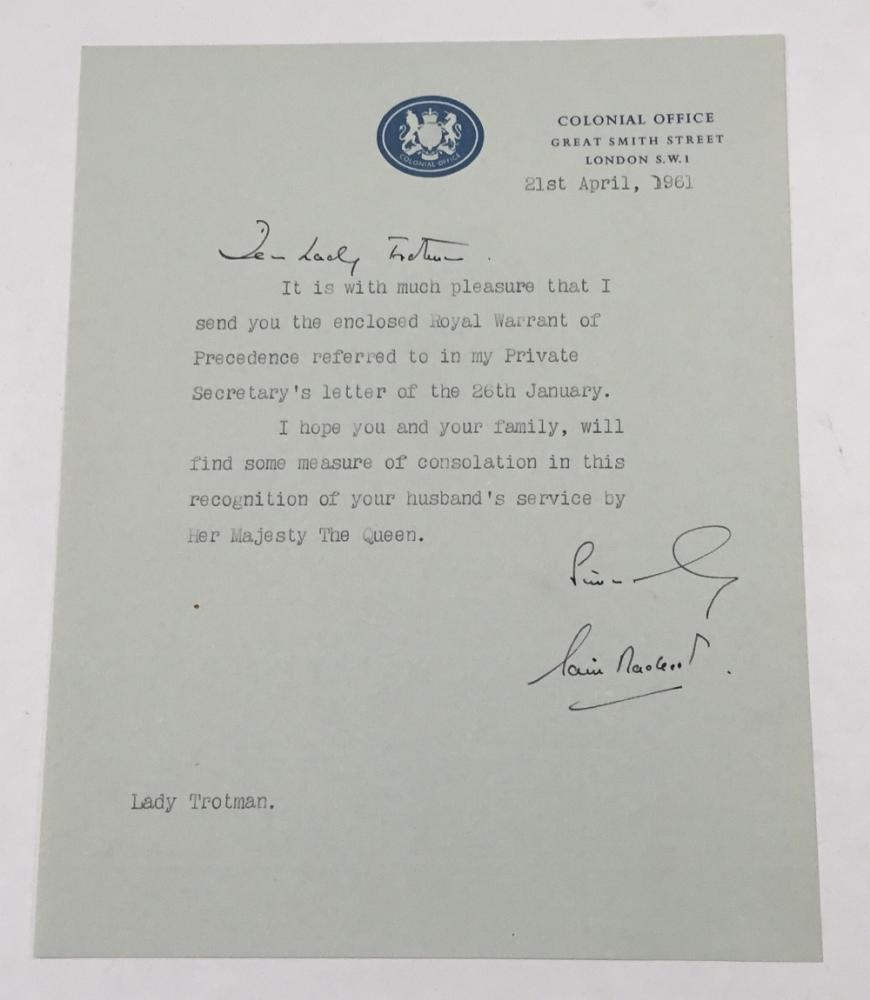 COLONIAL OFFICE
COLONIAL OFFICE
GREAT SMITH STREET
LONDON S.W.1
21st April, 1961
Dear Lady Trotman.
It is with much pleasure that I
send you the enclosed Royal Warrant of
Precedence referred to in my Private
Secretary's letter of the 26th January.
I hope you and your family, will
find some measure of consolation in this
recognition of your husband's service by
Her Majesty The Queen.
Sincerely
Iain Macleod.
Lady Trotman.